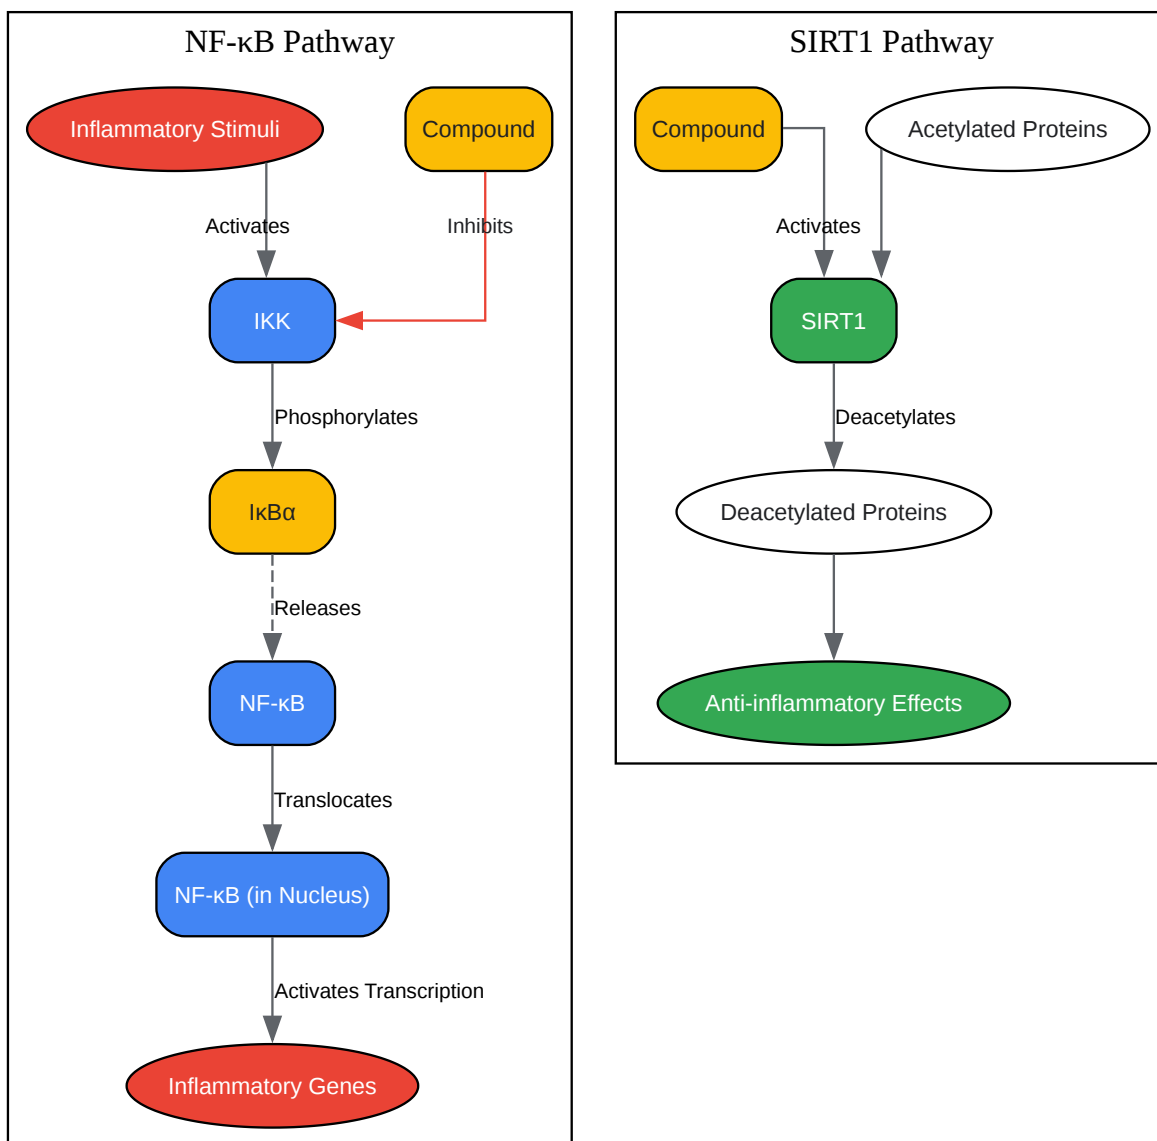 NF-κB Pathway
Inflammatory Stimuli
Compound
Activates
Inhibits
IKK
Phosphorylates
IκBα
Releases
NF-κB
Translocates
NF-κB (in Nucleus)
Activates Transcription
Inflammatory Genes
SIRT1 Pathway
Compound
Acetylated Proteins
Activates
SIRT1
Deacetylates
Deacetylated Proteins
Anti-inflammatory Effects